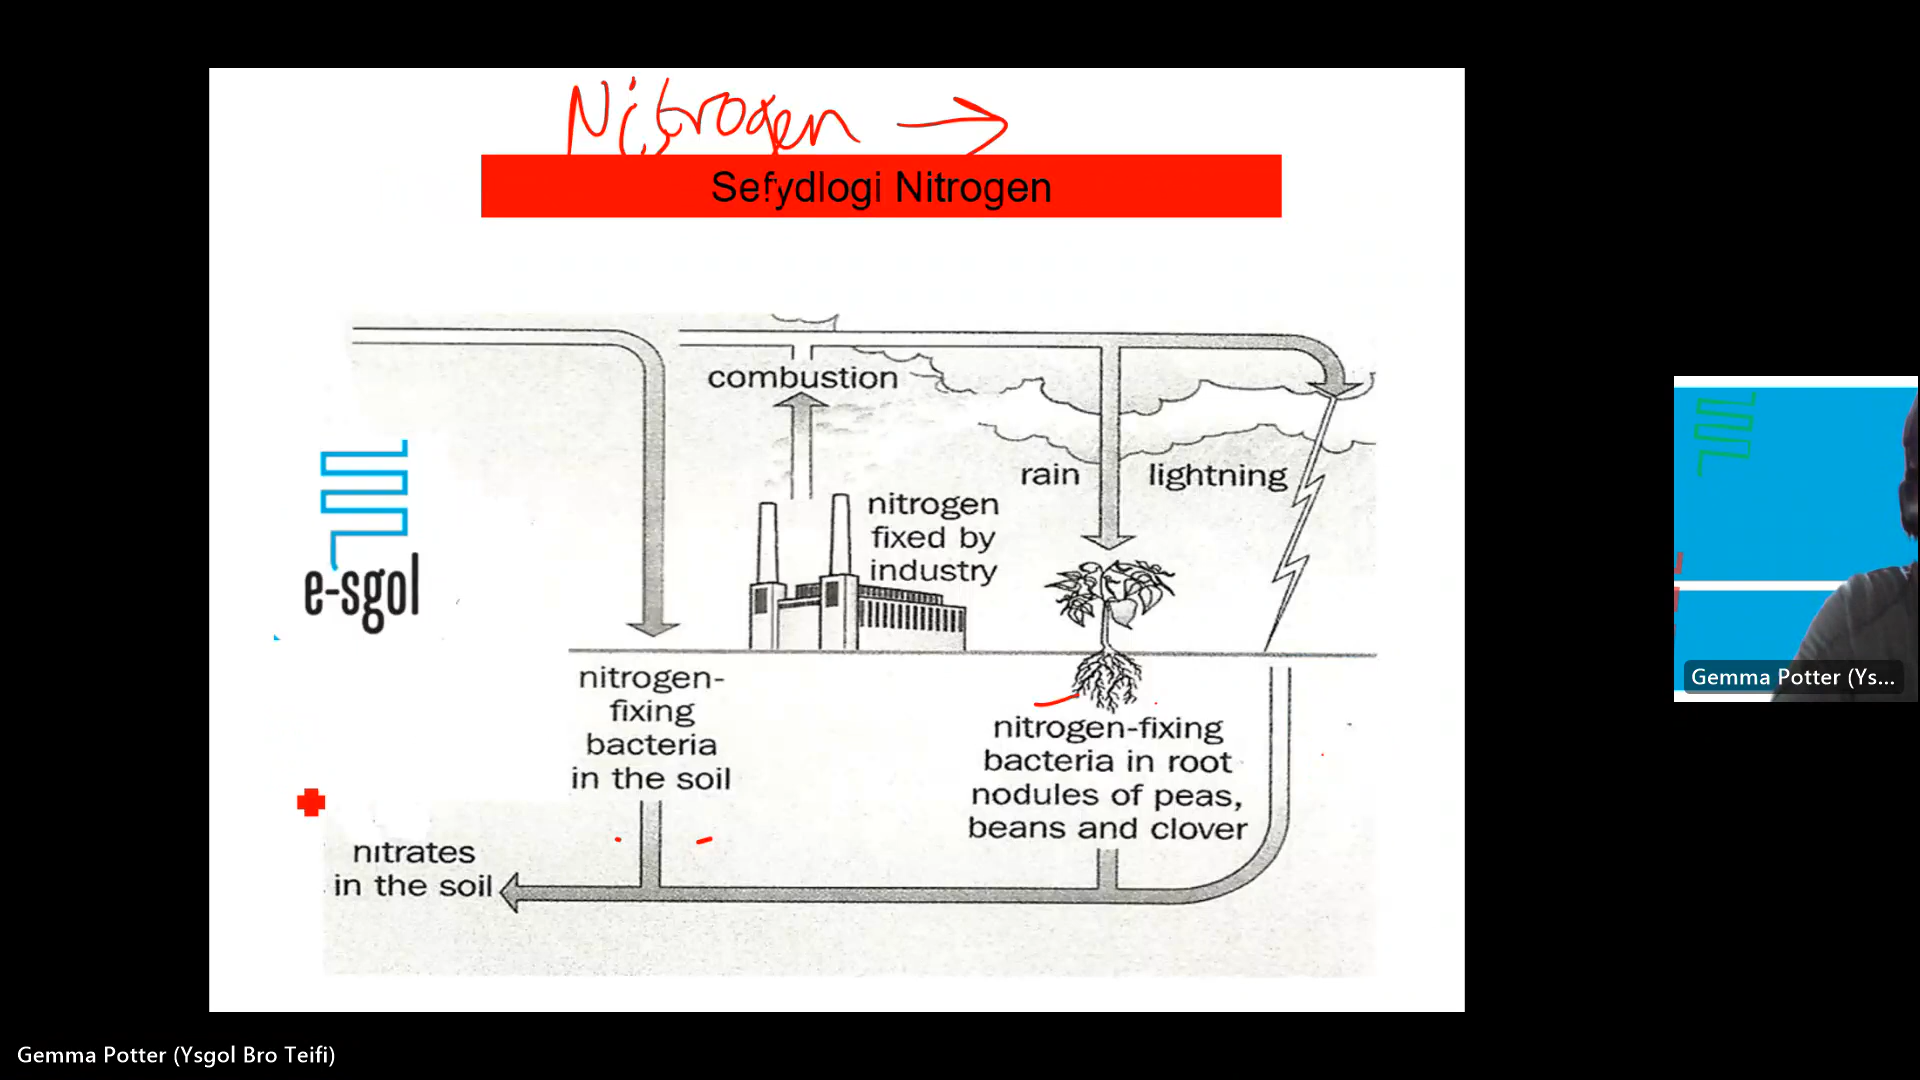 Nitrogen →
Sefydlogi Nitrogen
combustion
rain
lightning
nitrogen
fixed by
industry
e-sgol
nitrogen-
fixing
bacteria
in the soil
nitrogen-fixing
bacteria in root
nodules of peas,
beans and clover
nitrates
in the soil
Gemma Potter (Ys...
Gemma Potter (Ysgol Bro Teifi)